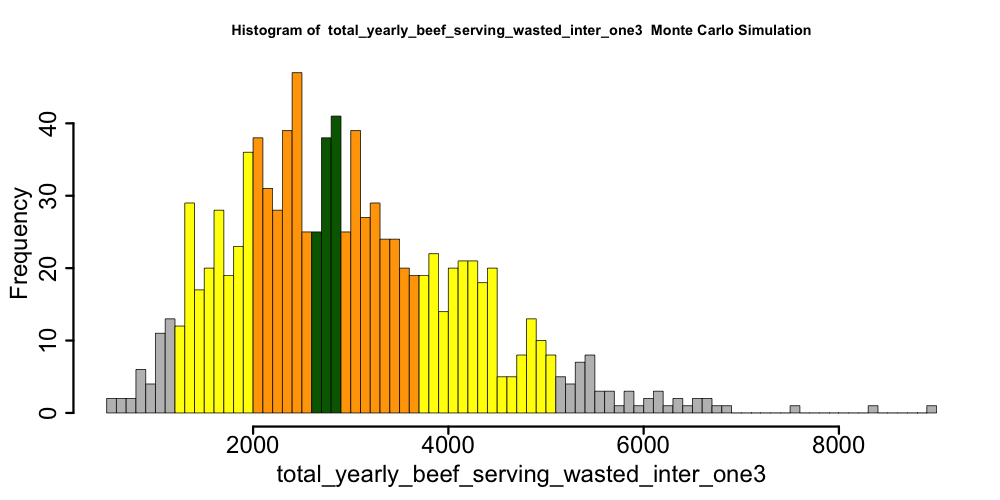 Histogram of total_yearly_beef_serving_wasted_inter_one3 Monte Carlo Simulation
Frequency
40
30
20
10
0
2000 4000 6000 8000
total_yearly_beef_serving_wasted_inter_one3